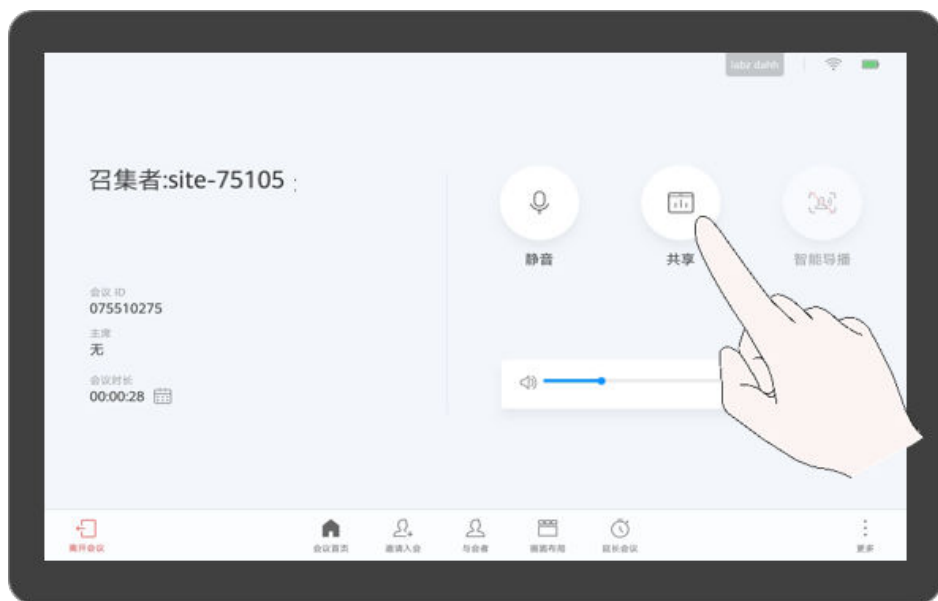 召集者:site-75105 :
静音
共享
智能导播
会议 ID
075510275
主席
无
会议时长
00:00:28
离开会议
会议首页
邀请入会
与会者
画面布局
延长会议
更多